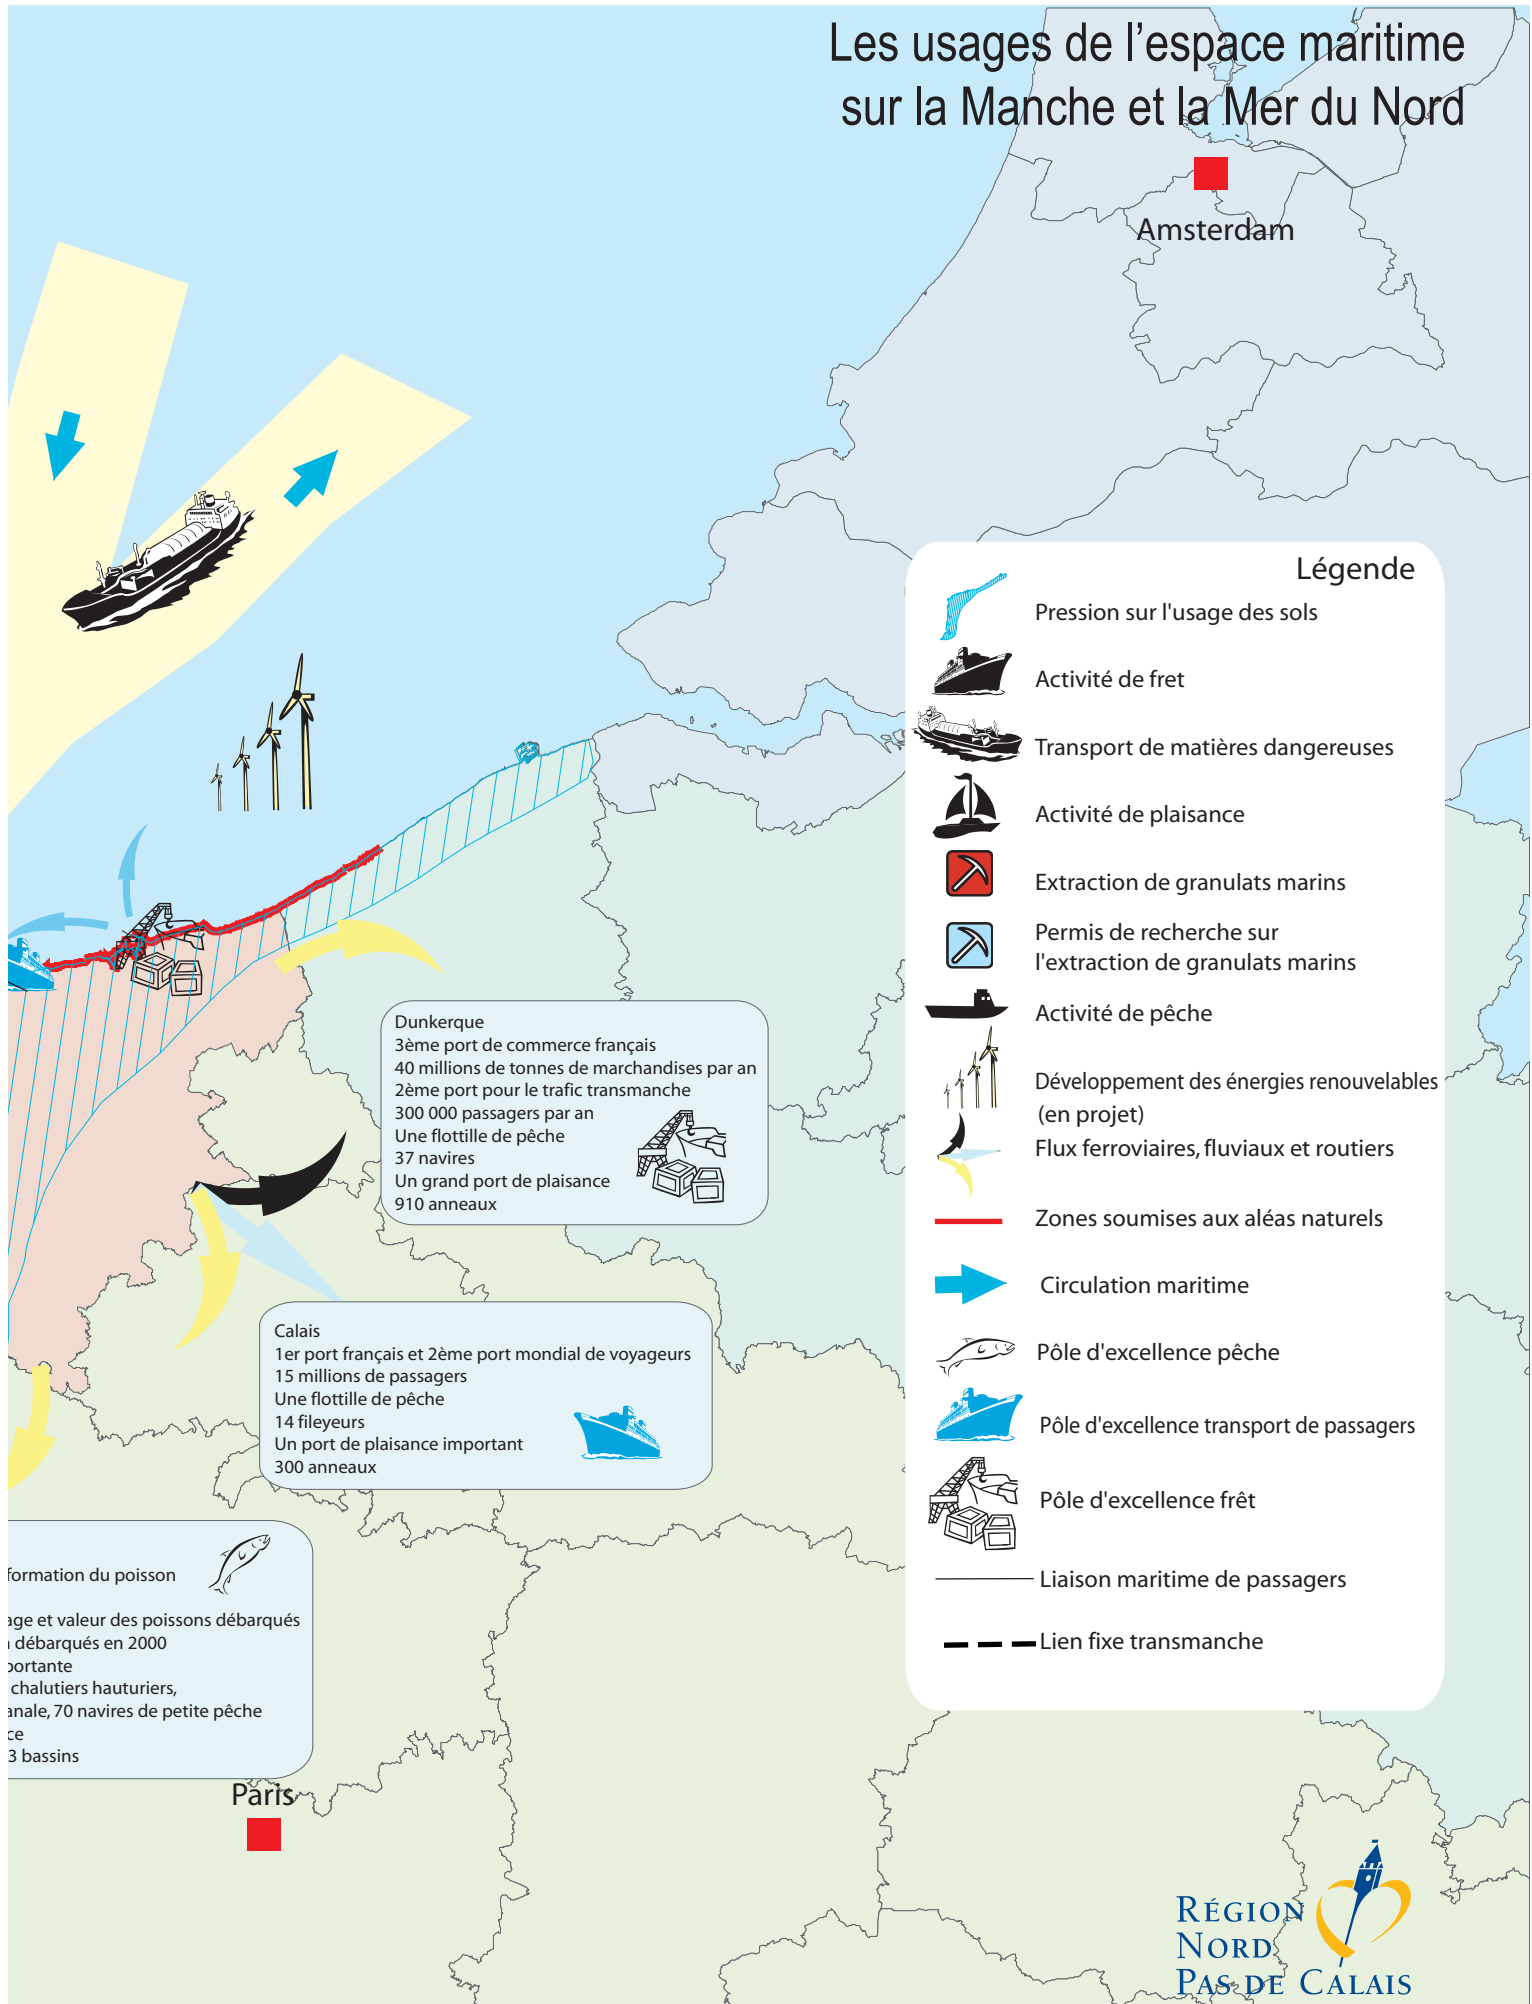 Les usages de l'espace maritime
sur la Manche et la Mer du Nord
Amsterdam
Légende
Pression sur l'usage des sols
Activité de fret
Transport de matières dangereuses
Activité de plaisance
Extraction de granulats marins
Permis de recherche sur
l'extraction de granulats marins
Activité de pêche
Développement des énergies renouvelables
(en projet)
Flux ferroviaires, fluviaux et routiers
Zones soumises aux aléas naturels
Circulation maritime
Pôle d'excellence pêche
Pôle d'excellence transport de passagers
Pôle d'excellence frêt
Liaison maritime de passagers
Lien fixe transmanche
Dunkerque
3ème port de commerce français
40 millions de tonnes de marchandises par an
2ème port pour le trafic transmanche
300 000 passagers par an
Une flottille de pêche
37 navires
Un grand port de plaisance
910 anneaux
Calais
1er port français et 2ème port mondial de voyageurs
15 millions de passagers
Une flottille de pêche
14 fileyeurs
Un port de plaisance important
300 anneaux
formation du poisson
age et valeur des poissons débarqués
débarqués en 2000
portante
chalutiers hauturiers,
anale, 70 navires de petite pêche
ce
3 bassins
Paris
RÉGION
NORD
PAS DE CALAIS